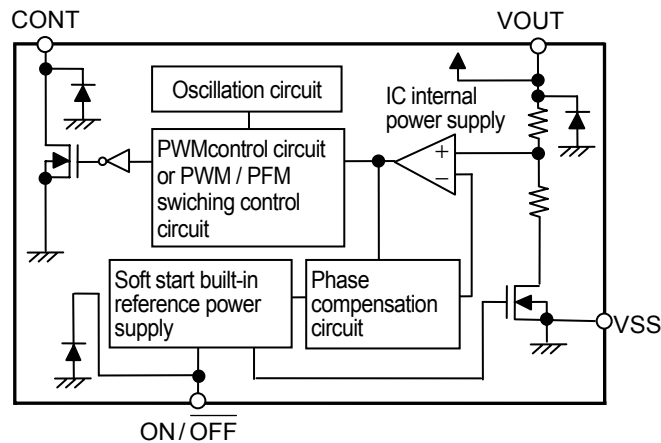 CONT
VOUT
Oscillation circuit
IC internal
power supply
PWMcontrol circuit
or PWM / PFM
swiching control
circuit
+
−
Soft start built-in
reference power
supply
Phase
compensation
circuit
VSS
ON/OFF